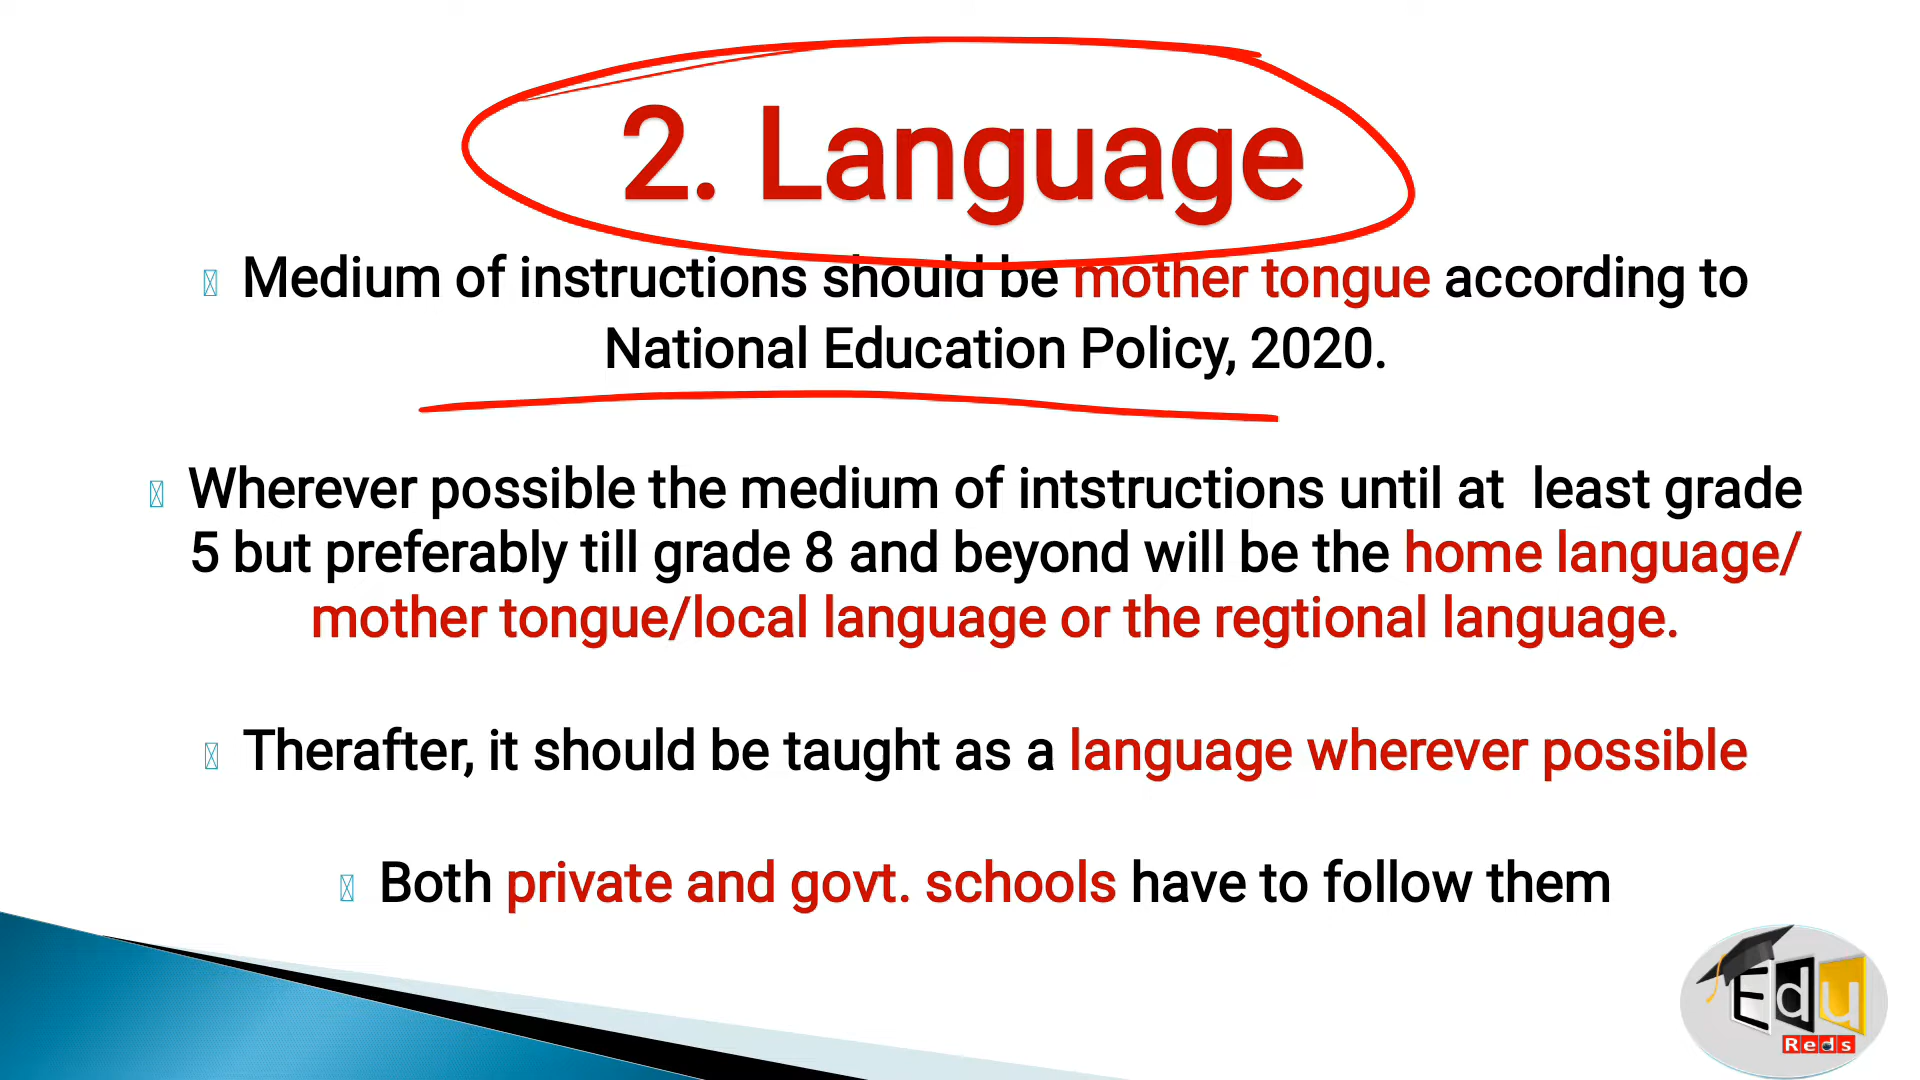 2. Language
Medium of instructions should be mother tongue according to
National Education Policy, 2020.
Wherever possible the medium of intstructions until at least grade
5 but preferably till grade 8 and beyond will be the home language/
mother tongue/local language or the regtional language.
Therafter, it should be taught as a language wherever possible
Both private and govt. schools have to follow them
Edu
Reds